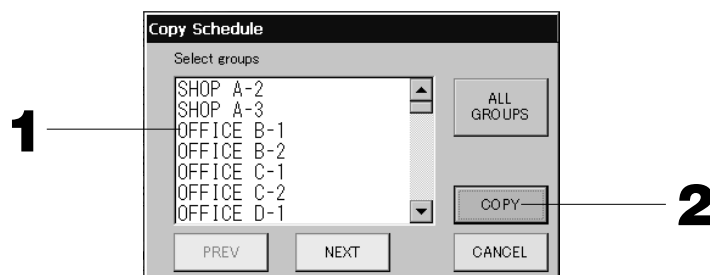 Copy Schedule
Select groups
SHOP A-2
SHOP A-3
OFFICE B-1
OFFICE B-2
OFFICE C-1
OFFICE C-2
OFFICE D-1
ALL
GROUPS
COPY
PREV
NEXT
CANCEL
1
2